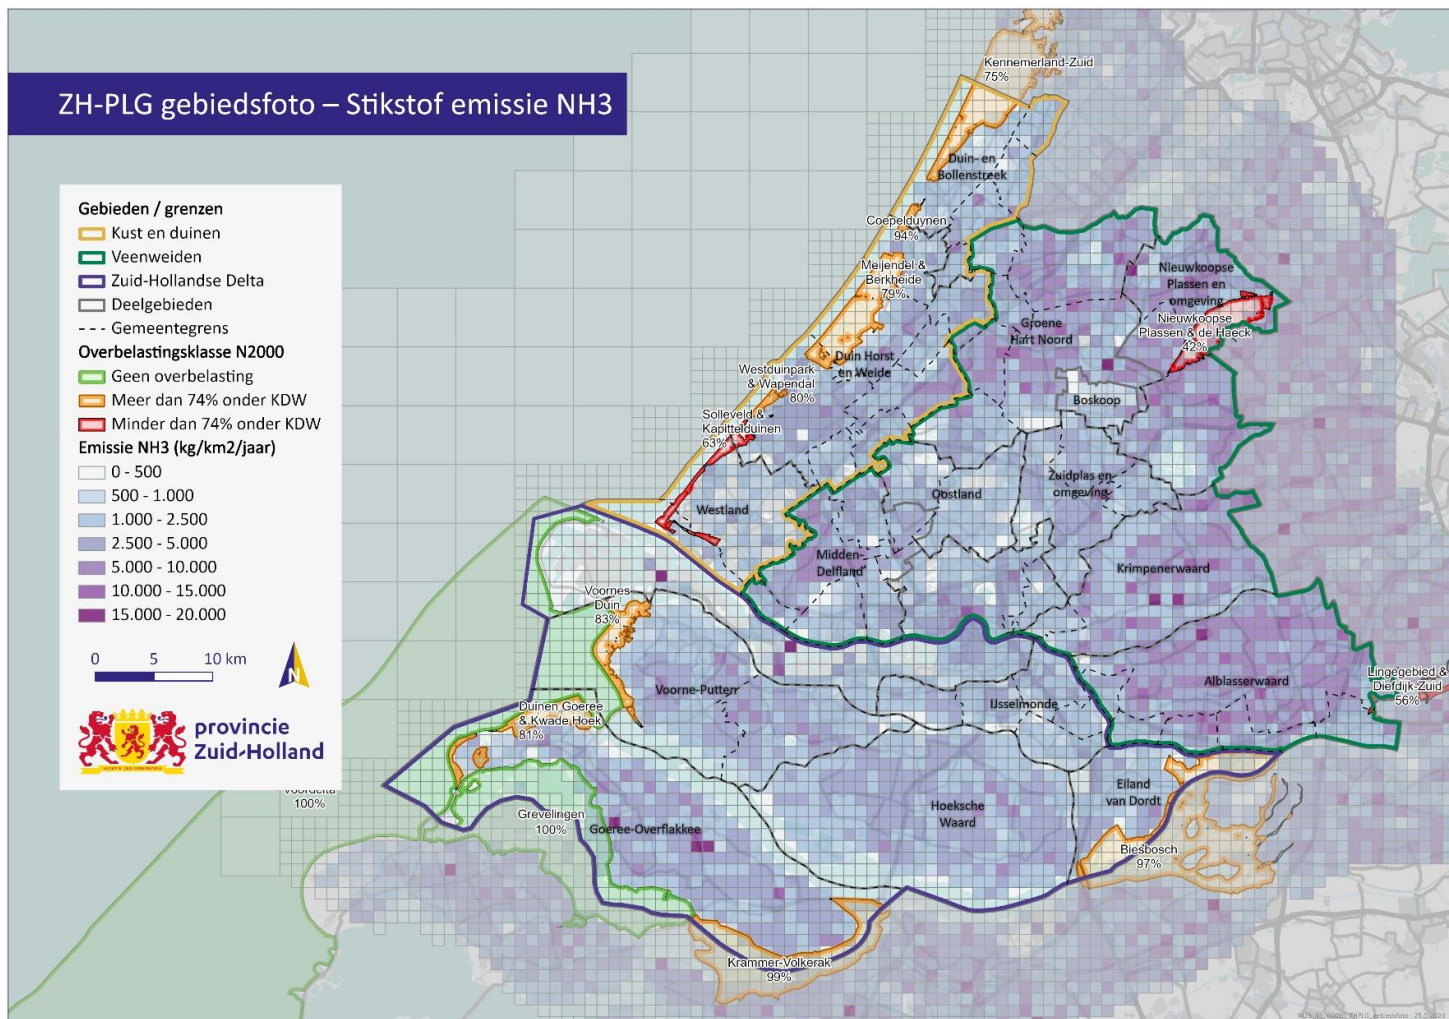 ZH-PLG gebiedsfoto – Stikstof emissie NH3
Gebieden / grenzen
Kust en duinen
Veenweiden
Zuid-Hollandse Delta
Deelgebieden
Gemeentegrens
Overbelastingsklasse N2000
Geen overbelasting
Meer dan 74% onder KDW
Minder dan 74% onder KDW
Emissie NH3 (kg/km2/jaar)
0 - 500
500 - 1.000
1.000 - 2.500
2.500 - 5.000
5.000 - 10.000
10.000 - 15.000
15.000 - 20.000
0 5 10 km
N
provincie
Zuid-Holland
Kennemerland-Zuid
75%
Duin- en
Bollenstreek
Coepelduynen
94%
Meijendel &
Berkheide
79%
Nieuwkoopse
Plassen en
omgeving
Nieuwkoopse
Plassen & de Haeck
42%
Groene
Hart Noord
Duin Horst
en Weide
Westduinpark
& Wapendal
80%
Boskoop
Solleveld &
Kapittelduinen
63%
Zuidplas en
omgeving
Oostland
Westland
Midden-
Delfland
Krimpenerwaard
Voornes
Duin
83%
Voorne-Putten
Alblasserwaard
Lingegebied &
Diefdijk-Zuid
56%
IJsselmonde
Duinen Goeree
& Kwade Hoek
81%
Eiland
van Dordt
Voordelta
100%
Hoeksche
Waard
Grevelingen
100%
Goeree-Overflakkee
Biesbosch
97%
Krammer-Volkerak
99%